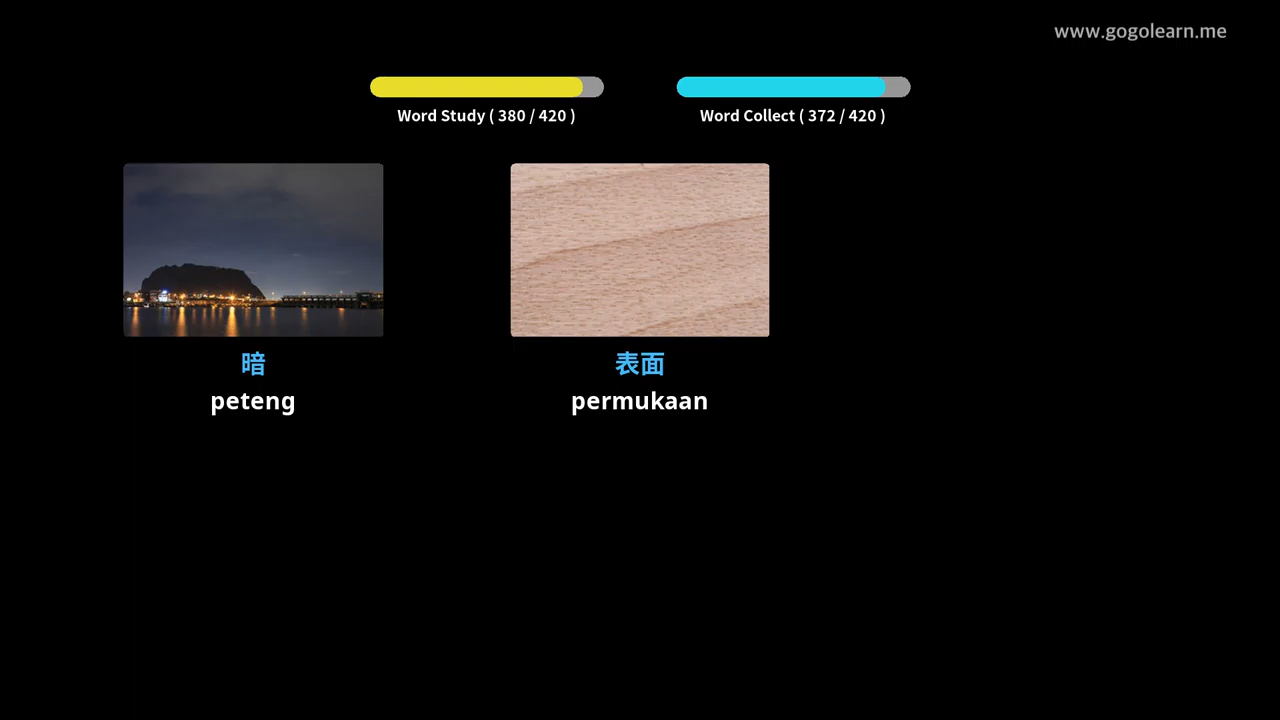 www.gogolearn.me
Word Study ( 380 / 420 )
Word Collect ( 372 / 420 )
暗
peteng
表面
permukaan